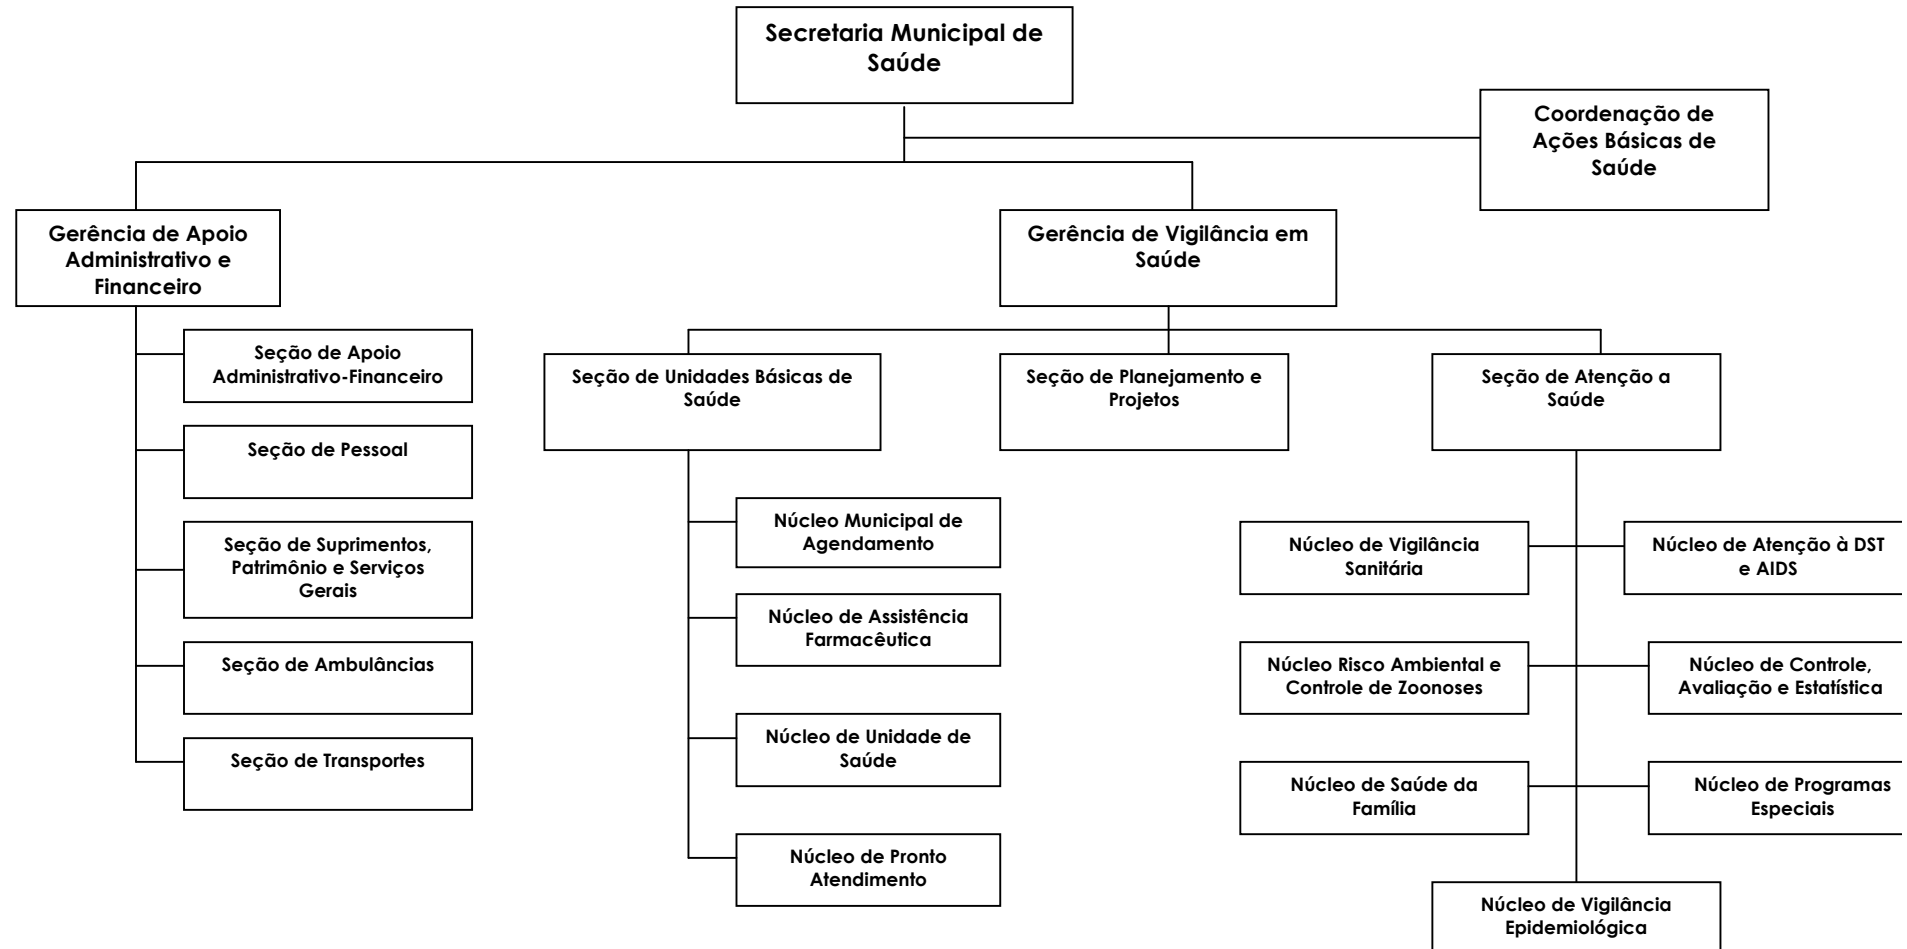 Secretaria Municipal de
Saúde
Coordenação de
Ações Básicas de
Saúde
Gerência de Apoio
Administrativo e
Financeiro
Gerência de Vigilância em
Saúde
Seção de Apoio
Administrativo-Financeiro
Seção de Pessoal
Seção de Suprimentos,
Patrimônio e Serviços
Gerais
Seção de Ambulâncias
Seção de Transportes
Seção de Unidades Básicas de
Saúde
Seção de Planejamento e
Projetos
Seção de Atenção a
Saúde
Núcleo Municipal de
Agendamento
Núcleo de Assistência
Farmacêutica
Núcleo de Unidade de
Saúde
Núcleo de Pronto
Atendimento
Núcleo de Vigilância
Sanitária
Núcleo de Atenção à DST
e AIDS
Núcleo Risco Ambiental e
Controle de Zoonoses
Núcleo de Controle,
Avaliação e Estatística
Núcleo de Saúde da
Família
Núcleo de Programas
Especiais
Núcleo de Vigilância
Epidemiológica